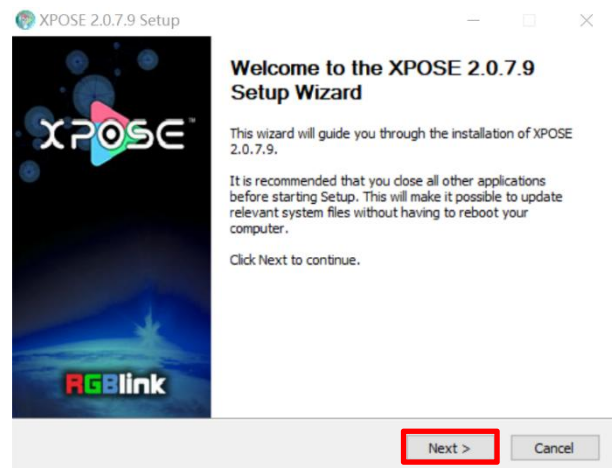 XPOSE 2.0.7.9 Setup
XPOSE™
RGBlink
Welcome to the XPOSE 2.0.7.9
Setup Wizard
This wizard will guide you through the installation of XPOSE
2.0.7.9.
It is recommended that you close all other applications
before starting Setup. This will make it possible to update
relevant system files without having to reboot your
computer.
Click Next to continue.
Next >
Cancel